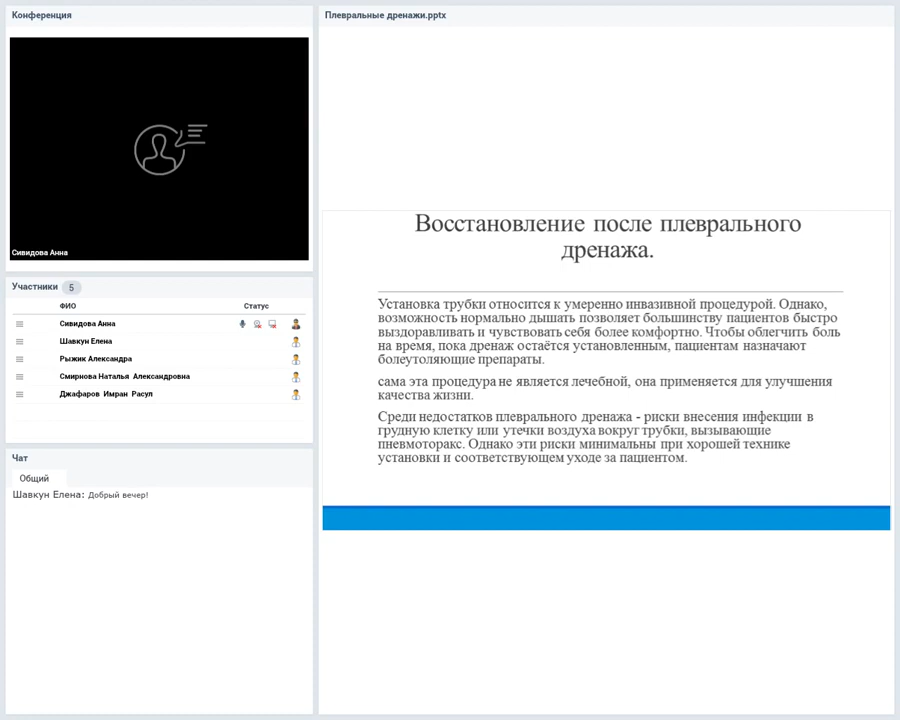 Конференция
Сивидова Анна
Участники 5
ФИО Статус
Сивидова Анна
Шавкун Елена
Рыжик Александра
Смирнова Наталья Александровна
Джафаров Имран Расул
Чат
Общий
Шавкун Елена: Добрый вечер!
Плевральные дренажи.pptx
Восстановление после плеврального
дренажа.
Установка трубки относится к умеренно инвазивной процедурой. Однако,
возможность нормально дышать позволяет большинству пациентов быстро
выздоравливать и чувствовать себя более комфортно. Чтобы облегчить боль
на время, пока дренаж остаётся установленным, пациентам назначают
болеутоляющие препараты.
сама эта процедура не является лечебной, она применяется для улучшения
качества жизни.
Среди недостатков плеврального дренажа - риски внесения инфекции в
грудную клетку или утечки воздуха вокруг трубки, вызывающие
пневмоторакс. Однако эти риски минимальны при хорошей технике
установки и соответствующем уходе за пациентом.